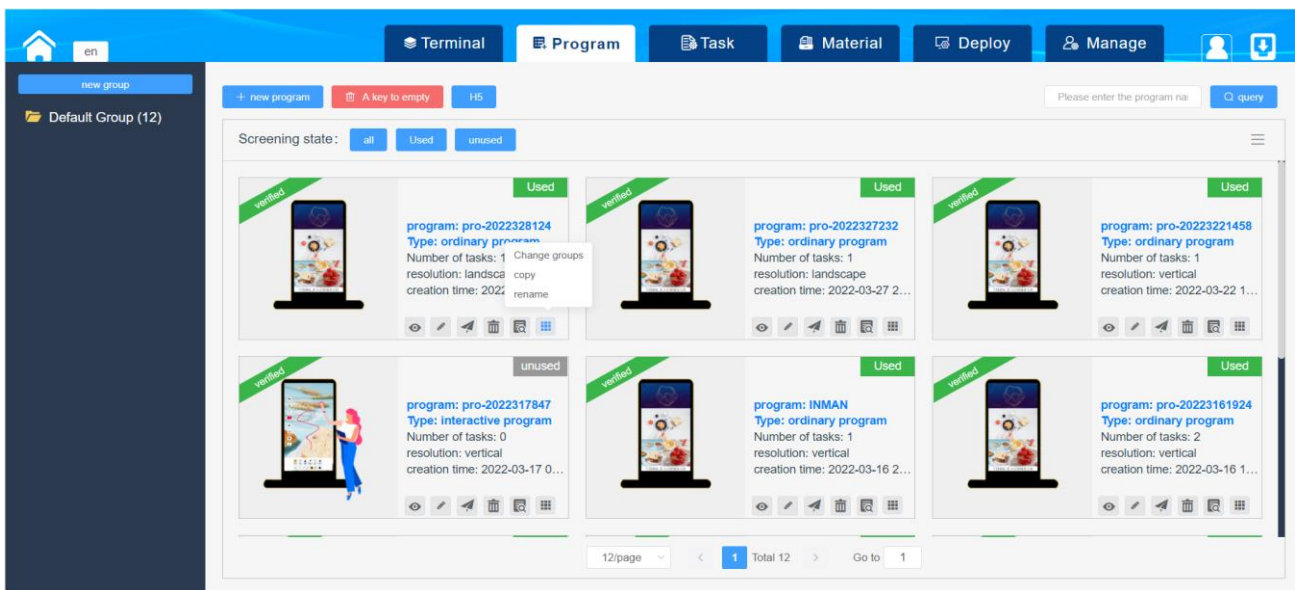 en
Terminal
Program
Task
Material
Deploy
Manage
new group
Default Group (12)
+ new program
A key to empty
H5
Please enter the program nai
query
Screening state:
all
Used
unused
verified
Used
program: pro-2022328124
Type: ordinary program
Number of tasks: 1
resolution: landsca
creation time: 2022
Change groups
copy
rename
verified
Used
program: pro-2022327232
Type: ordinary program
Number of tasks: 1
resolution: landscape
creation time: 2022-03-27 2...
verified
Used
program: pro-20223221458
Type: ordinary program
Number of tasks: 1
resolution: vertical
creation time: 2022-03-22 1...
verified
unused
program: pro-2022317847
Type: interactive program
Number of tasks: 0
resolution: vertical
creation time: 2022-03-17 0...
verified
Used
program: INMAN
Type: ordinary program
Number of tasks: 1
resolution: vertical
creation time: 2022-03-16 2...
verified
Used
program: pro-20223161924
Type: ordinary program
Number of tasks: 2
resolution: vertical
creation time: 2022-03-16 1...
12/page
< 1 Total 12 >
Go to 1